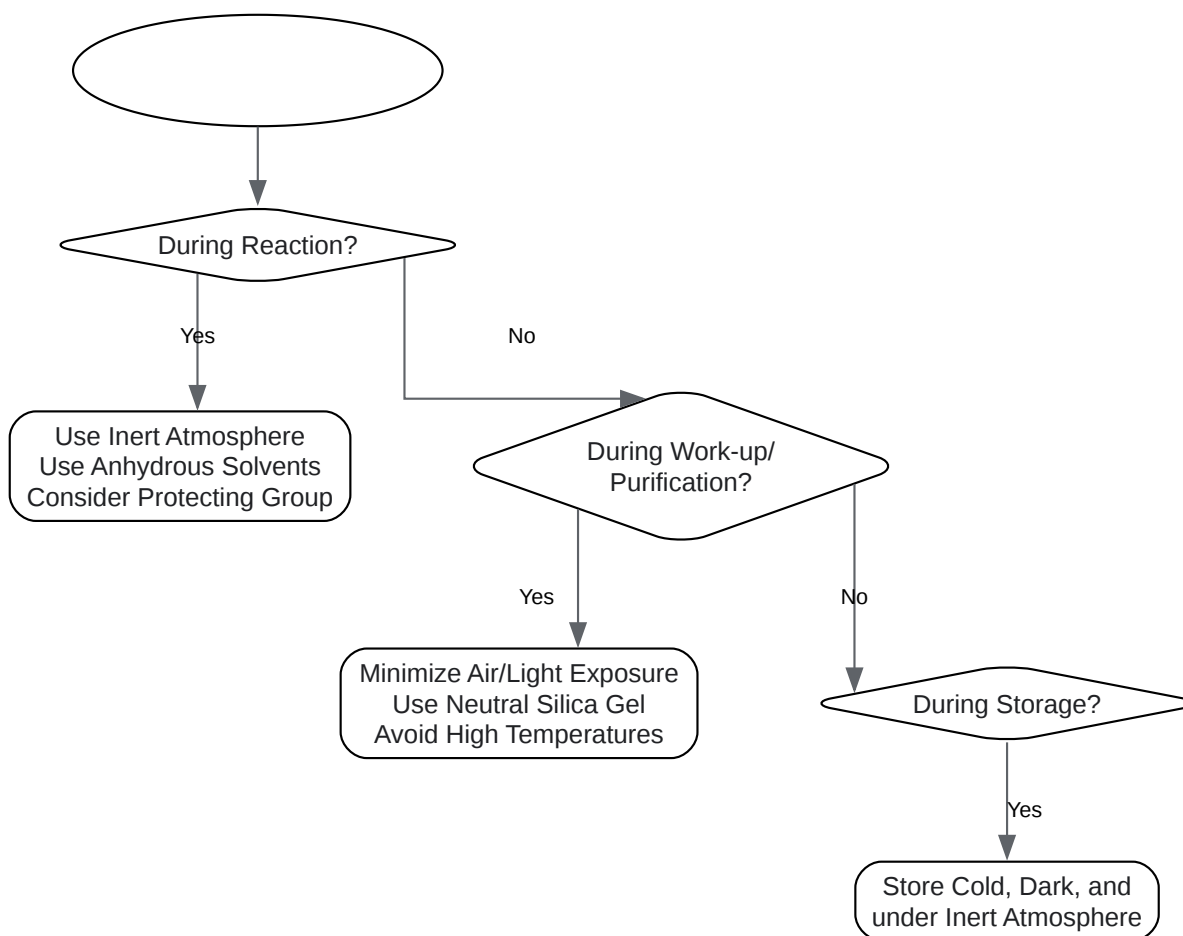 During Reaction?
Yes
No
Use Inert Atmosphere
Use Anhydrous Solvents
Consider Protecting Group
During Work-up/
Purification?
Yes
No
Minimize Air/Light Exposure
Use Neutral Silica Gel
Avoid High Temperatures
During Storage?
Yes
Store Cold, Dark, and
under Inert Atmosphere